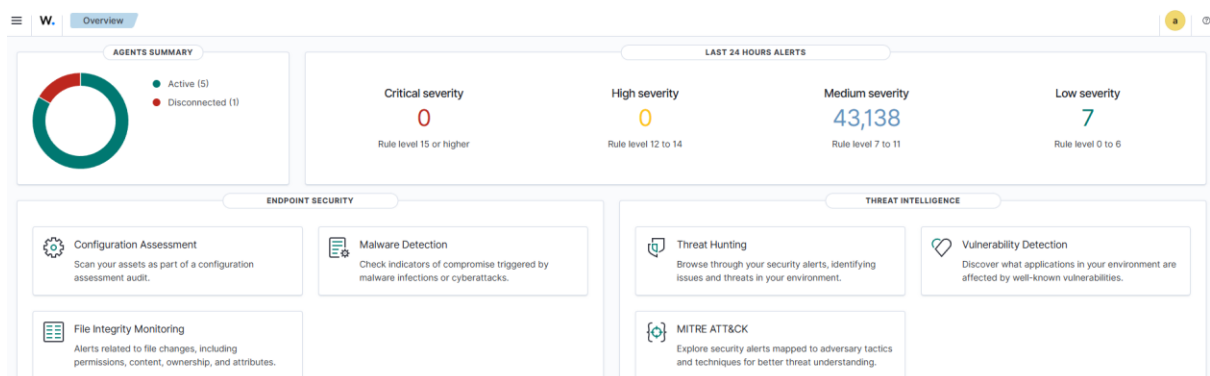 W.
Overview
a
AGENTS SUMMARY
Active (5)
Disconnected (1)
LAST 24 HOURS ALERTS
Critical severity
0
Rule level 15 or higher
High severity
0
Rule level 12 to 14
Medium severity
43,138
Rule level 7 to 11
Low severity
7
Rule level 0 to 6
ENDPOINT SECURITY
Configuration Assessment
Scan your assets as part of a configuration
assessment audit.
Malware Detection
Check indicators of compromise triggered by
malware infections or cyberattacks.
File Integrity Monitoring
Alerts related to file changes, including
permissions, content, ownership, and attributes.
THREAT INTELLIGENCE
Threat Hunting
Browse through your security alerts, identifying
issues and threats in your environment.
Vulnerability Detection
Discover what applications in your environment are
affected by well-known vulnerabilities.
MITRE ATT&CK
Explore security alerts mapped to adversary tactics
and techniques for better threat understanding.